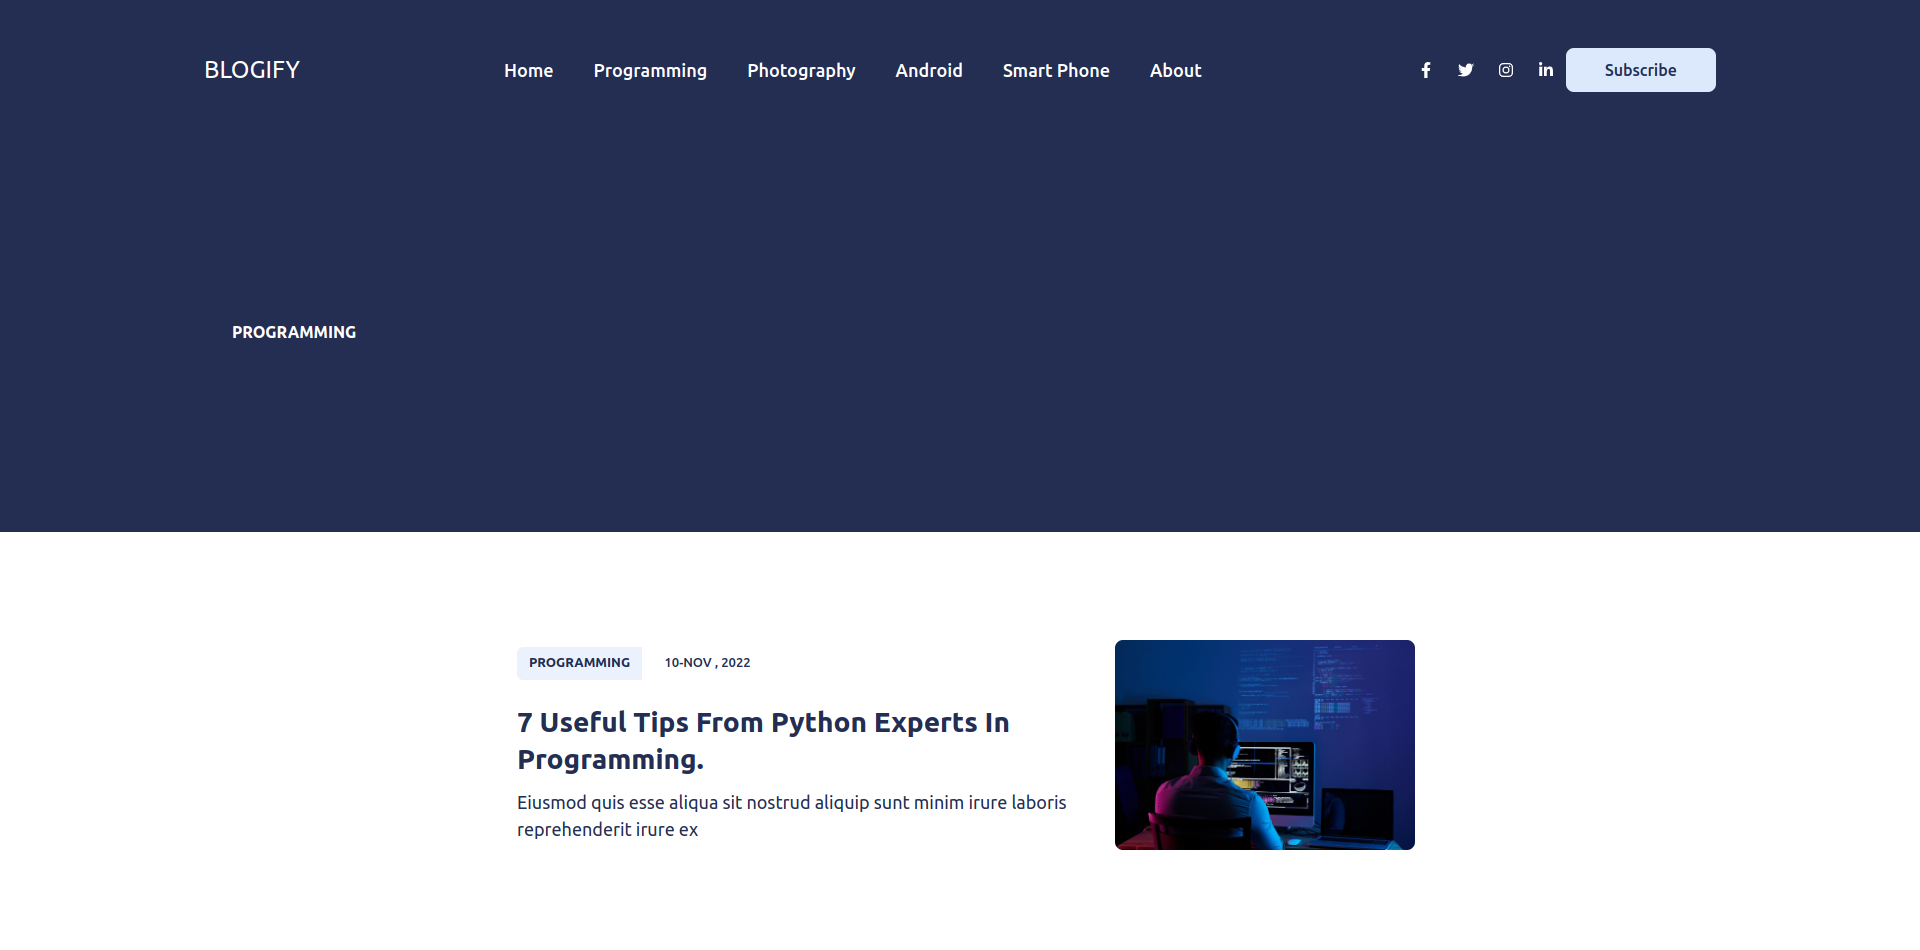 BLOGIFY
Home Programming Photography Android Smart Phone About
Subscribe
PROGRAMMING
PROGRAMMING 10-NOV , 2022
7 Useful Tips From Python Experts In
Programming.
Eiusmod quis esse aliqua sit nostrud aliquip sunt minim irure laboris
reprehenderit irure ex